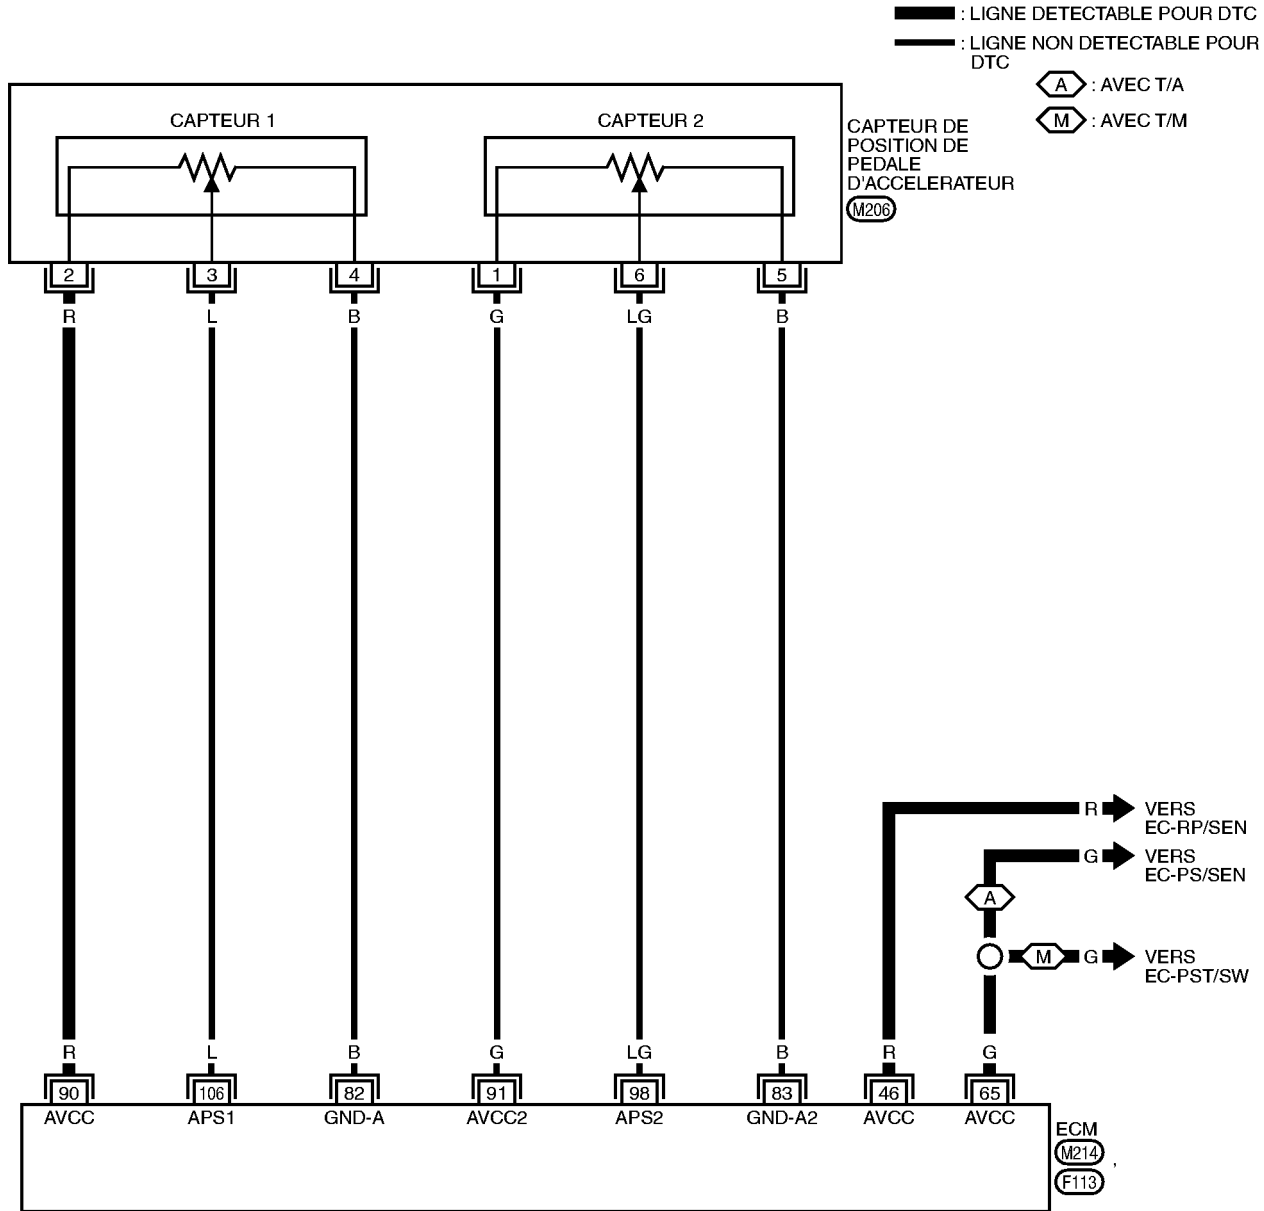 : LIGNE DETECTABLE POUR DTC
: LIGNE NON DETECTABLE POUR
DTC
A : AVEC T/A
M : AVEC T/M
CAPTEUR 1
CAPTEUR 2
CAPTEUR DE
POSITION DE
PEDALE
D'ACCELERATEUR
M206
2 3 4 1 6 5
R L B G LG B
R VERS
EC-RP/SEN
G VERS
EC-PS/SEN
A
M G VERS
EC-PST/SW
R L B G LG B R G
90 106 82 91 98 83 46 65
AVCC APS1 GND-A AVCC2 APS2 GND-A2 AVCC AVCC
ECM
M214 ,
F113